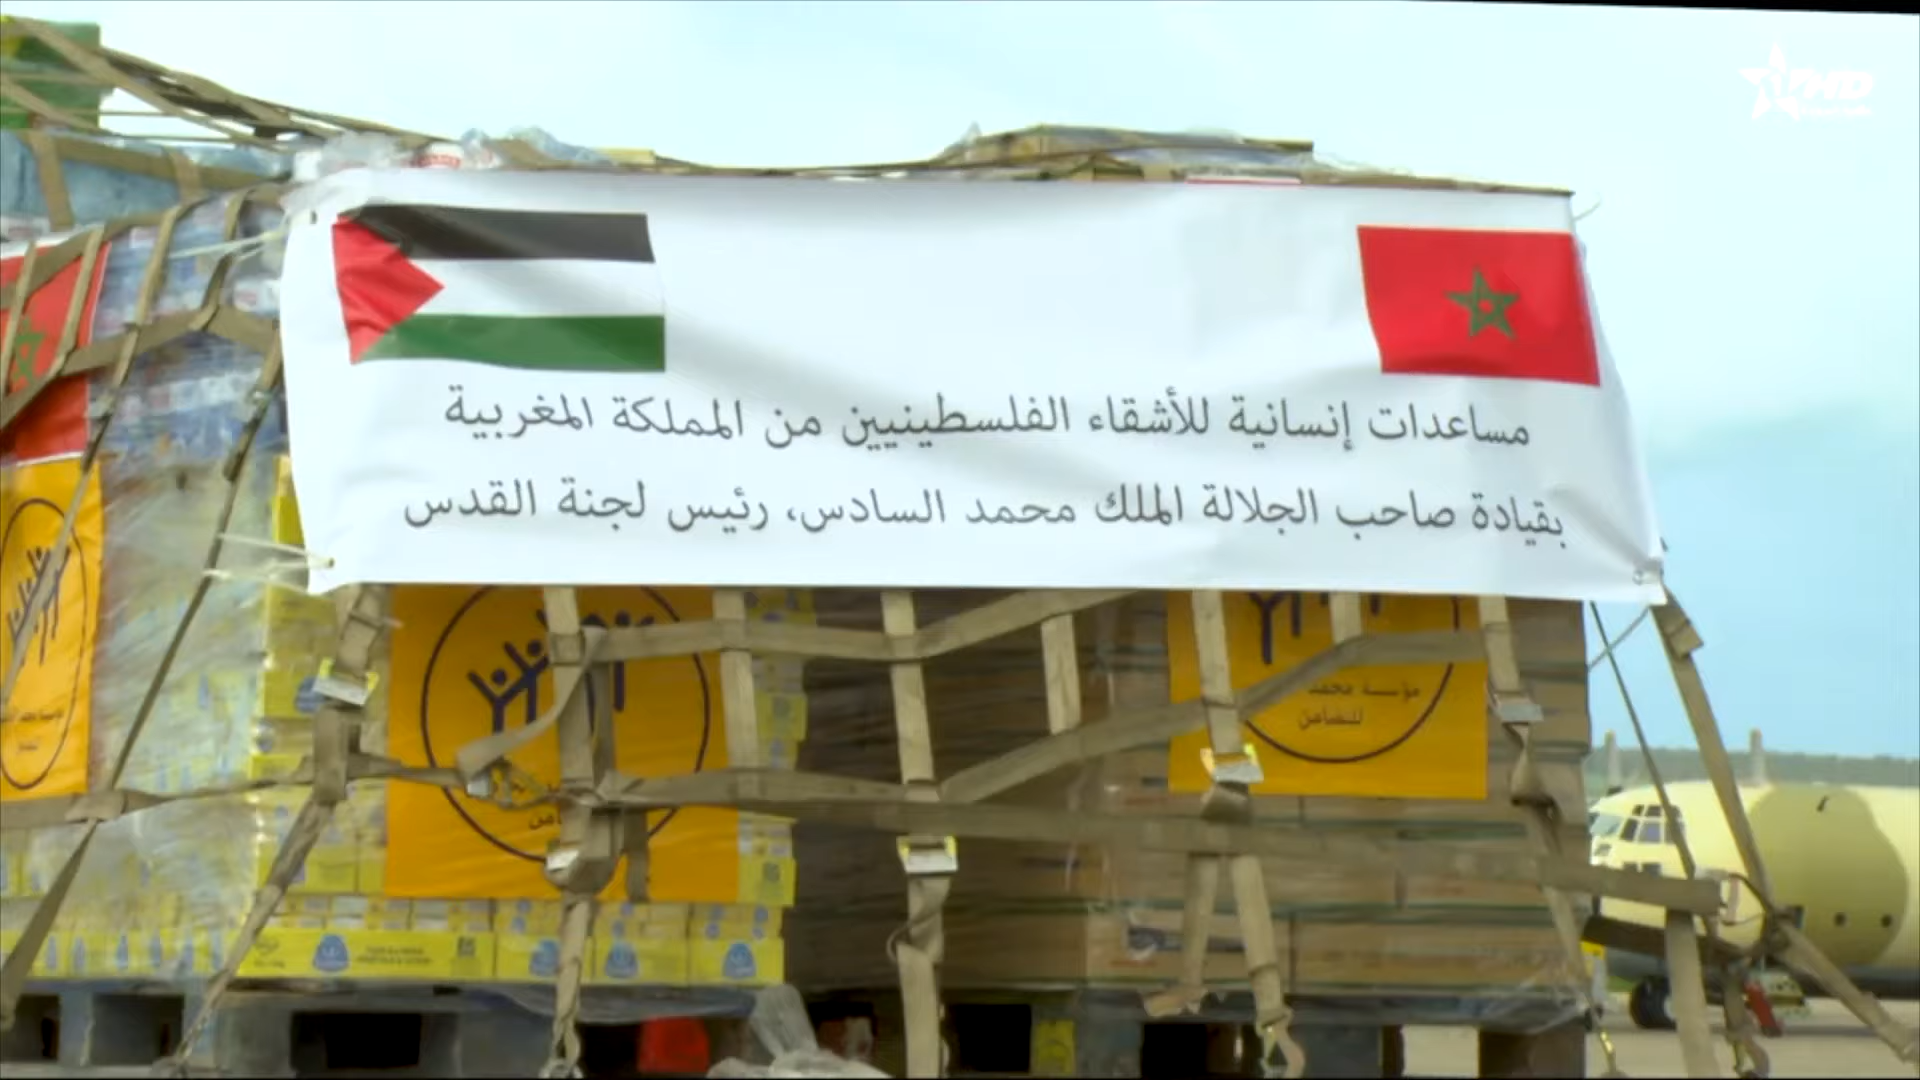 HD
مساعدات إنسانية للأشقاء الفلسطينيين من المملكة المغربية
بقيادة صاحب الجلالة الملك محمد السادس، رئيس لجنة القدس
مؤسسة محمد
للتضامن